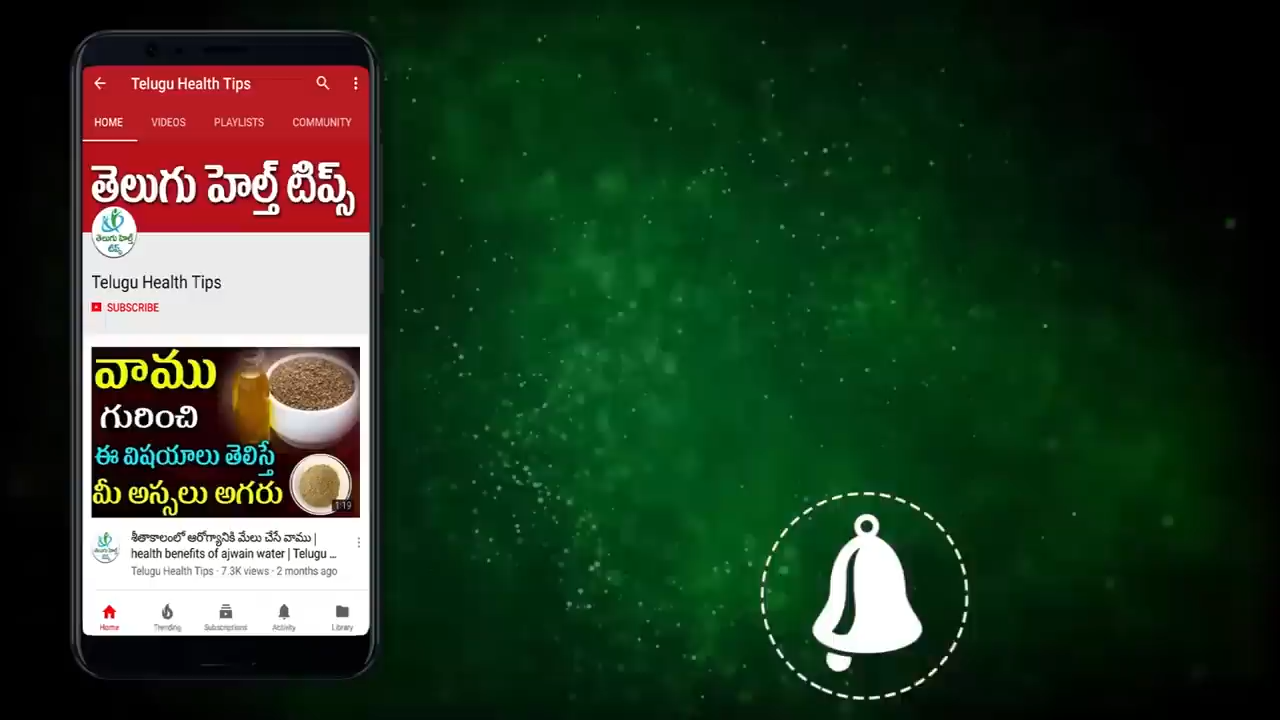 Telugu Health Tips
HOME VIDEOS PLAYLISTS COMMUNITY
తెలుగు హెల్త్ టిప్స్
తెలుగు హెల్త్
టిప్స్
Telugu Health Tips
SUBSCRIBE
వాము
గురించి
ఈ విషయాలు తెలిస్తే
మీ అస్సలు అగరు
1:19
శీతాకాలంలో ఆరోగ్యానికి మేలు చేసే వాము |
health benefits of ajwain water | Telugu ...
Telugu Health Tips · 7.3K views · 2 months ago
Home Trending Subscriptions Activity Library